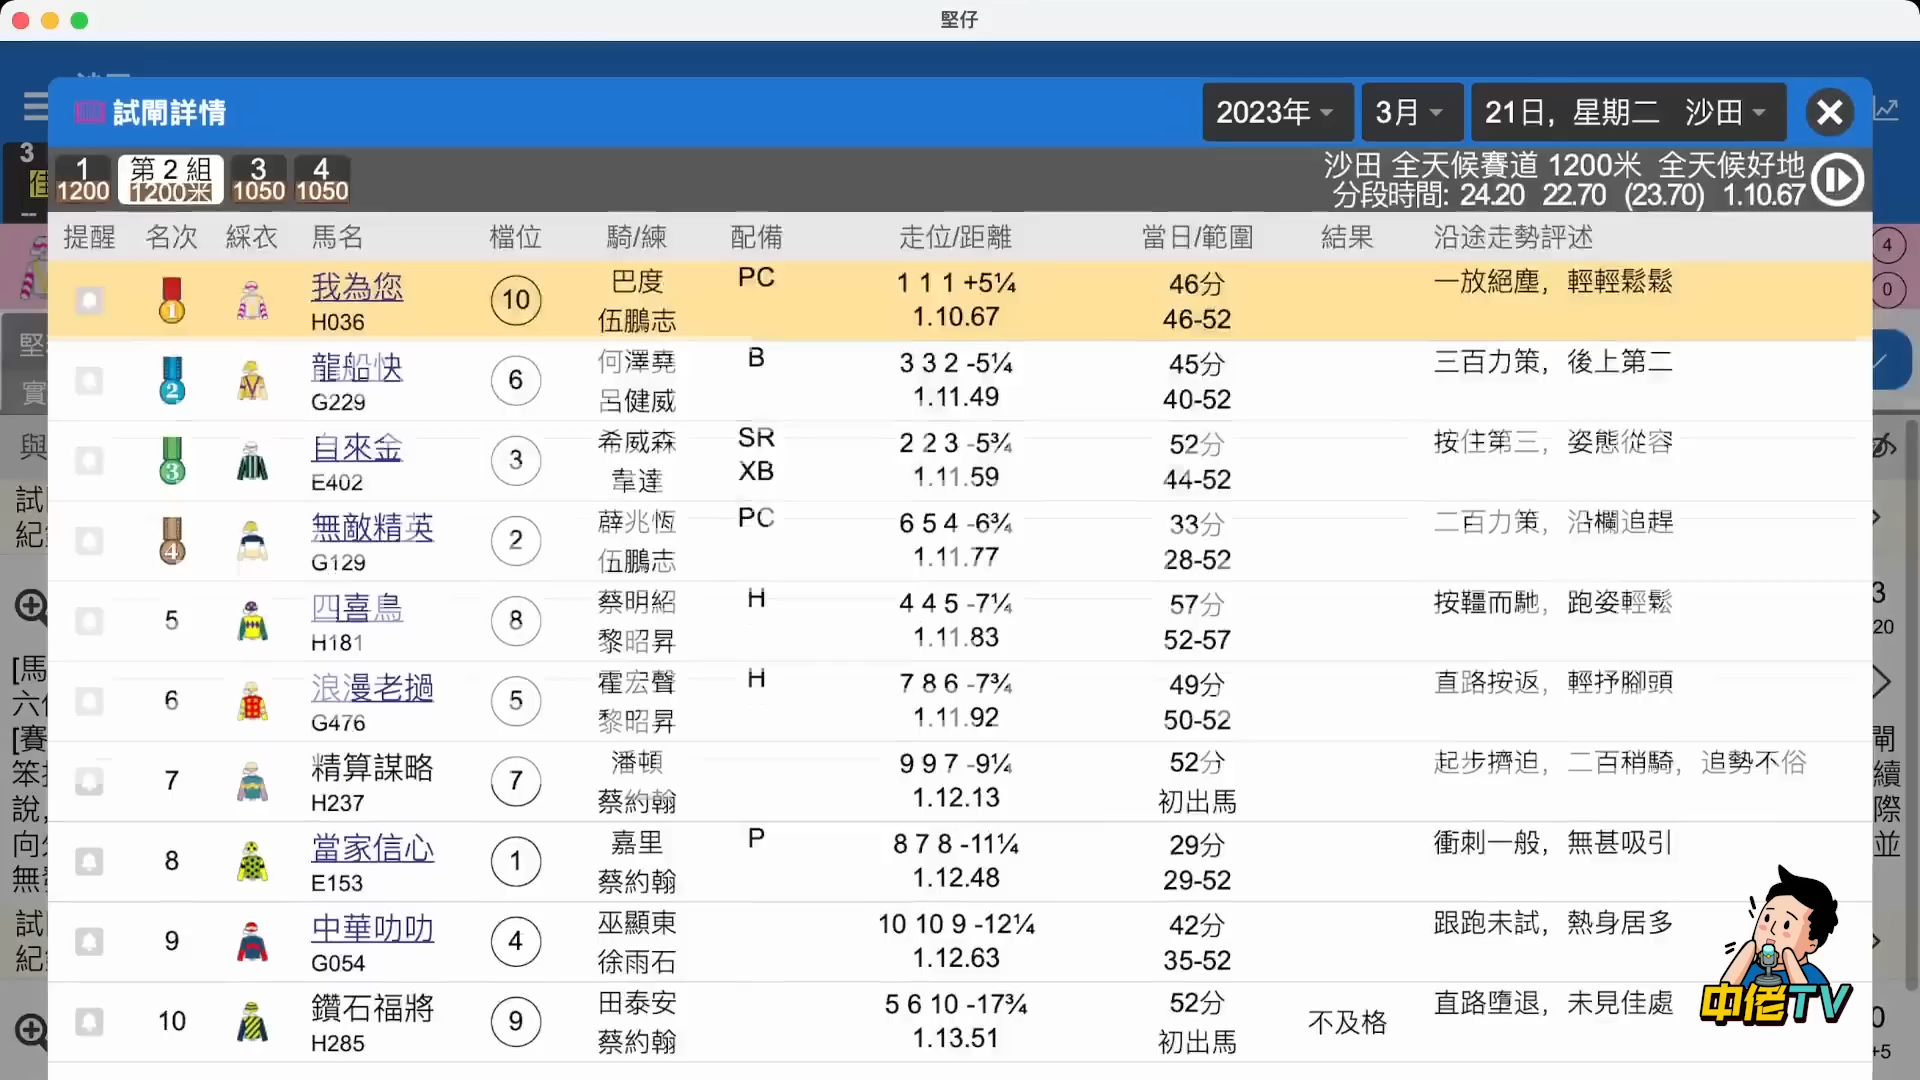 堅仔
試閘詳情
2023年 3月 21日, 星期二 沙田
1 第 2 組 3 4
1200 1200米 1050 1050
沙田 全天候賽道 1200米 全天候好地
分段時間: 24.20 22.70 (23.70) 1.10.67
提醒 名次 綵衣 馬名 檔位 騎/練 配備 走位/距離 當日/範圍 結果 沿途走勢評述
1 我為您 10 巴度 PC 1 1 1 +5¼ 46分 一放絕塵, 輕輕鬆鬆
H036 伍鵬志 1.10.67 46-52
2 龍船快 6 何澤堯 B 3 3 2 -5¼ 45分 三百力策, 後上第二
G229 呂健威 1.11.49 40-52
3 自來金 3 希威森 SR 2 2 3 -5¾ 52分 按住第三, 姿態從容
E402 韋達 XB 1.11.59 44-52
4 無敵精英 2 薛兆恆 PC 6 5 4 -6¾ 33分 二百力策, 沿欄追趕
G129 伍鵬志 1.11.77 28-52
5 四喜鳥 8 蔡明紹 H 4 4 5 -7¼ 57分 按韁而馳, 跑姿輕鬆
H181 黎昭昇 1.11.83 52-57
6 浪漫老撾 5 霍宏聲 H 7 8 6 -7¾ 49分 直路按返, 輕抒腳頭
G476 黎昭昇 1.11.92 50-52
7 精算謀略 7 潘頓 9 9 7 -9¼ 52分 起步擠迫, 二百稍騎, 追勢不俗
H237 蔡約翰 1.12.13 初出馬
8 當家信心 1 嘉里 P 8 7 8 -11¼ 29分 衝刺一般, 無甚吸引
E153 蔡約翰 1.12.48 29-52
9 中華叻叻 4 巫顯東 10 10 9 -12¼ 42分 跟跑未試, 熱身居多
G054 徐雨石 1.12.63 35-52
10 鑽石福將 9 田泰安 5 6 10 -17¾ 52分 不及格 直路墮退, 未見佳處
H285 蔡約翰 1.13.51 初出馬
中佬TV